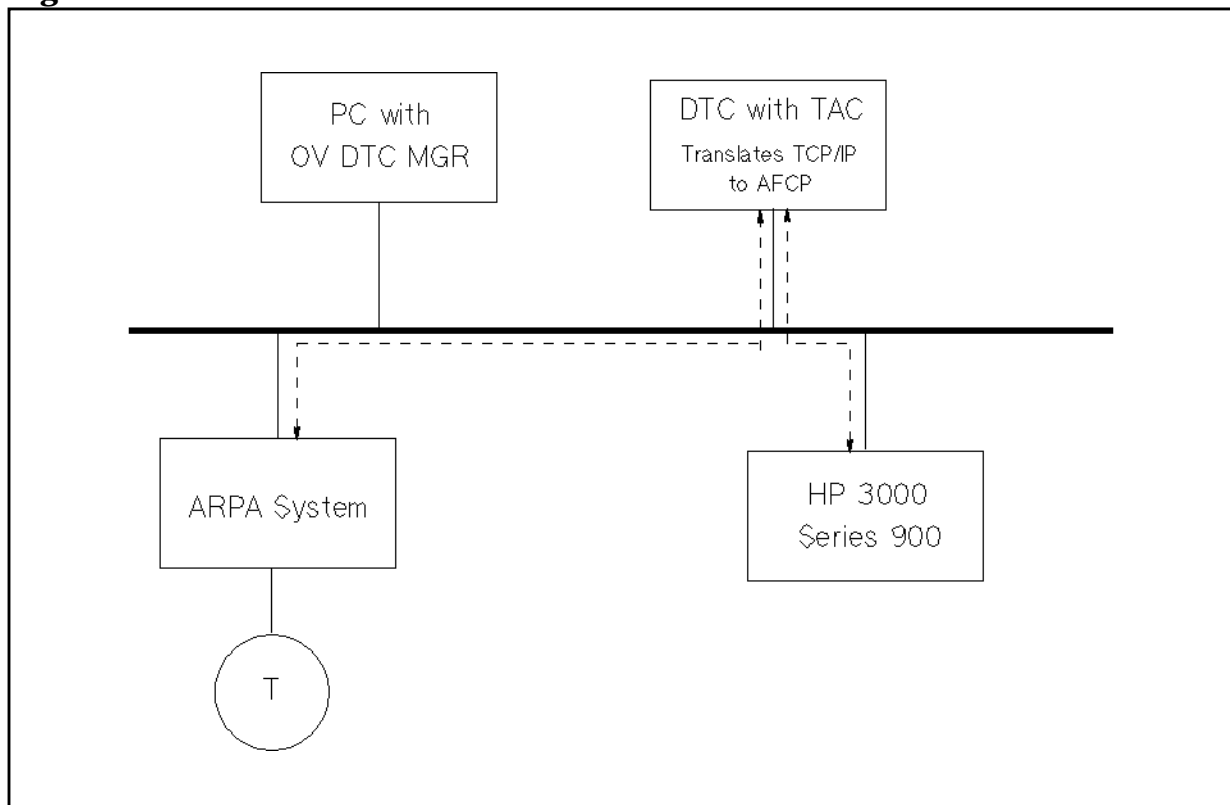 PC with
OV DTC MGR
DTC with TAC
Translates TCP/IP
to AFCP
ARPA System
HP 3000
Series 900
T